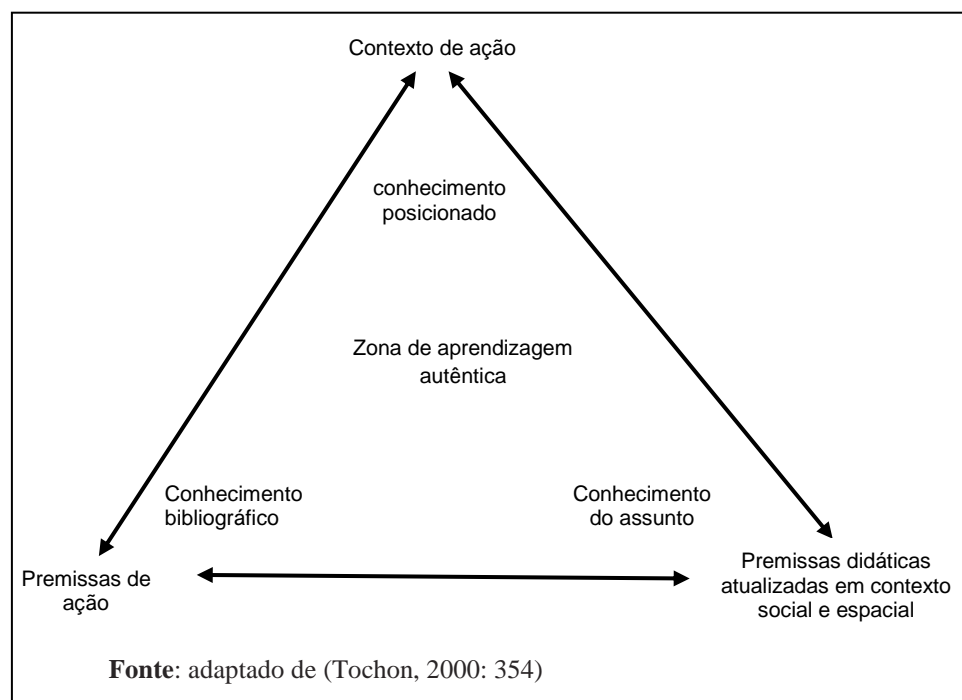 Contexto de ação
conhecimento
posicionado
Zona de aprendizagem
autêntica
Conhecimento
bibliográfico
Conhecimento
do assunto
Premissas de
ação
Premissas didáticas
atualizadas em contexto
social e espacial
Fonte: adaptado de (Tochon, 2000: 354)